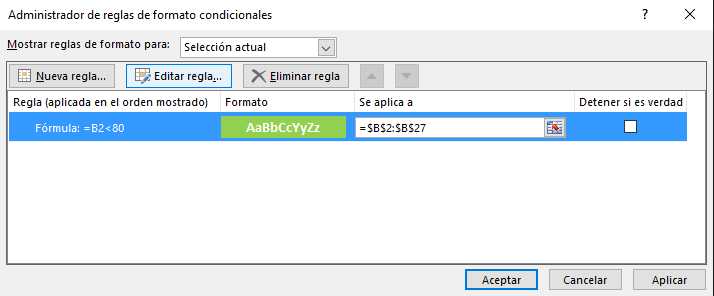 Administrador de reglas de formato condicionales
?
Mostrar reglas de formato para: Selección actual
Nueva regla... Editar regla... Eliminar regla
Regla (aplicada en el orden mostrado) Formato Se aplica a Detener si es verdad
Fórmula: =B2<80 AaBbCcYyZz =$B$2:$B$27
Aceptar Cancelar Aplicar